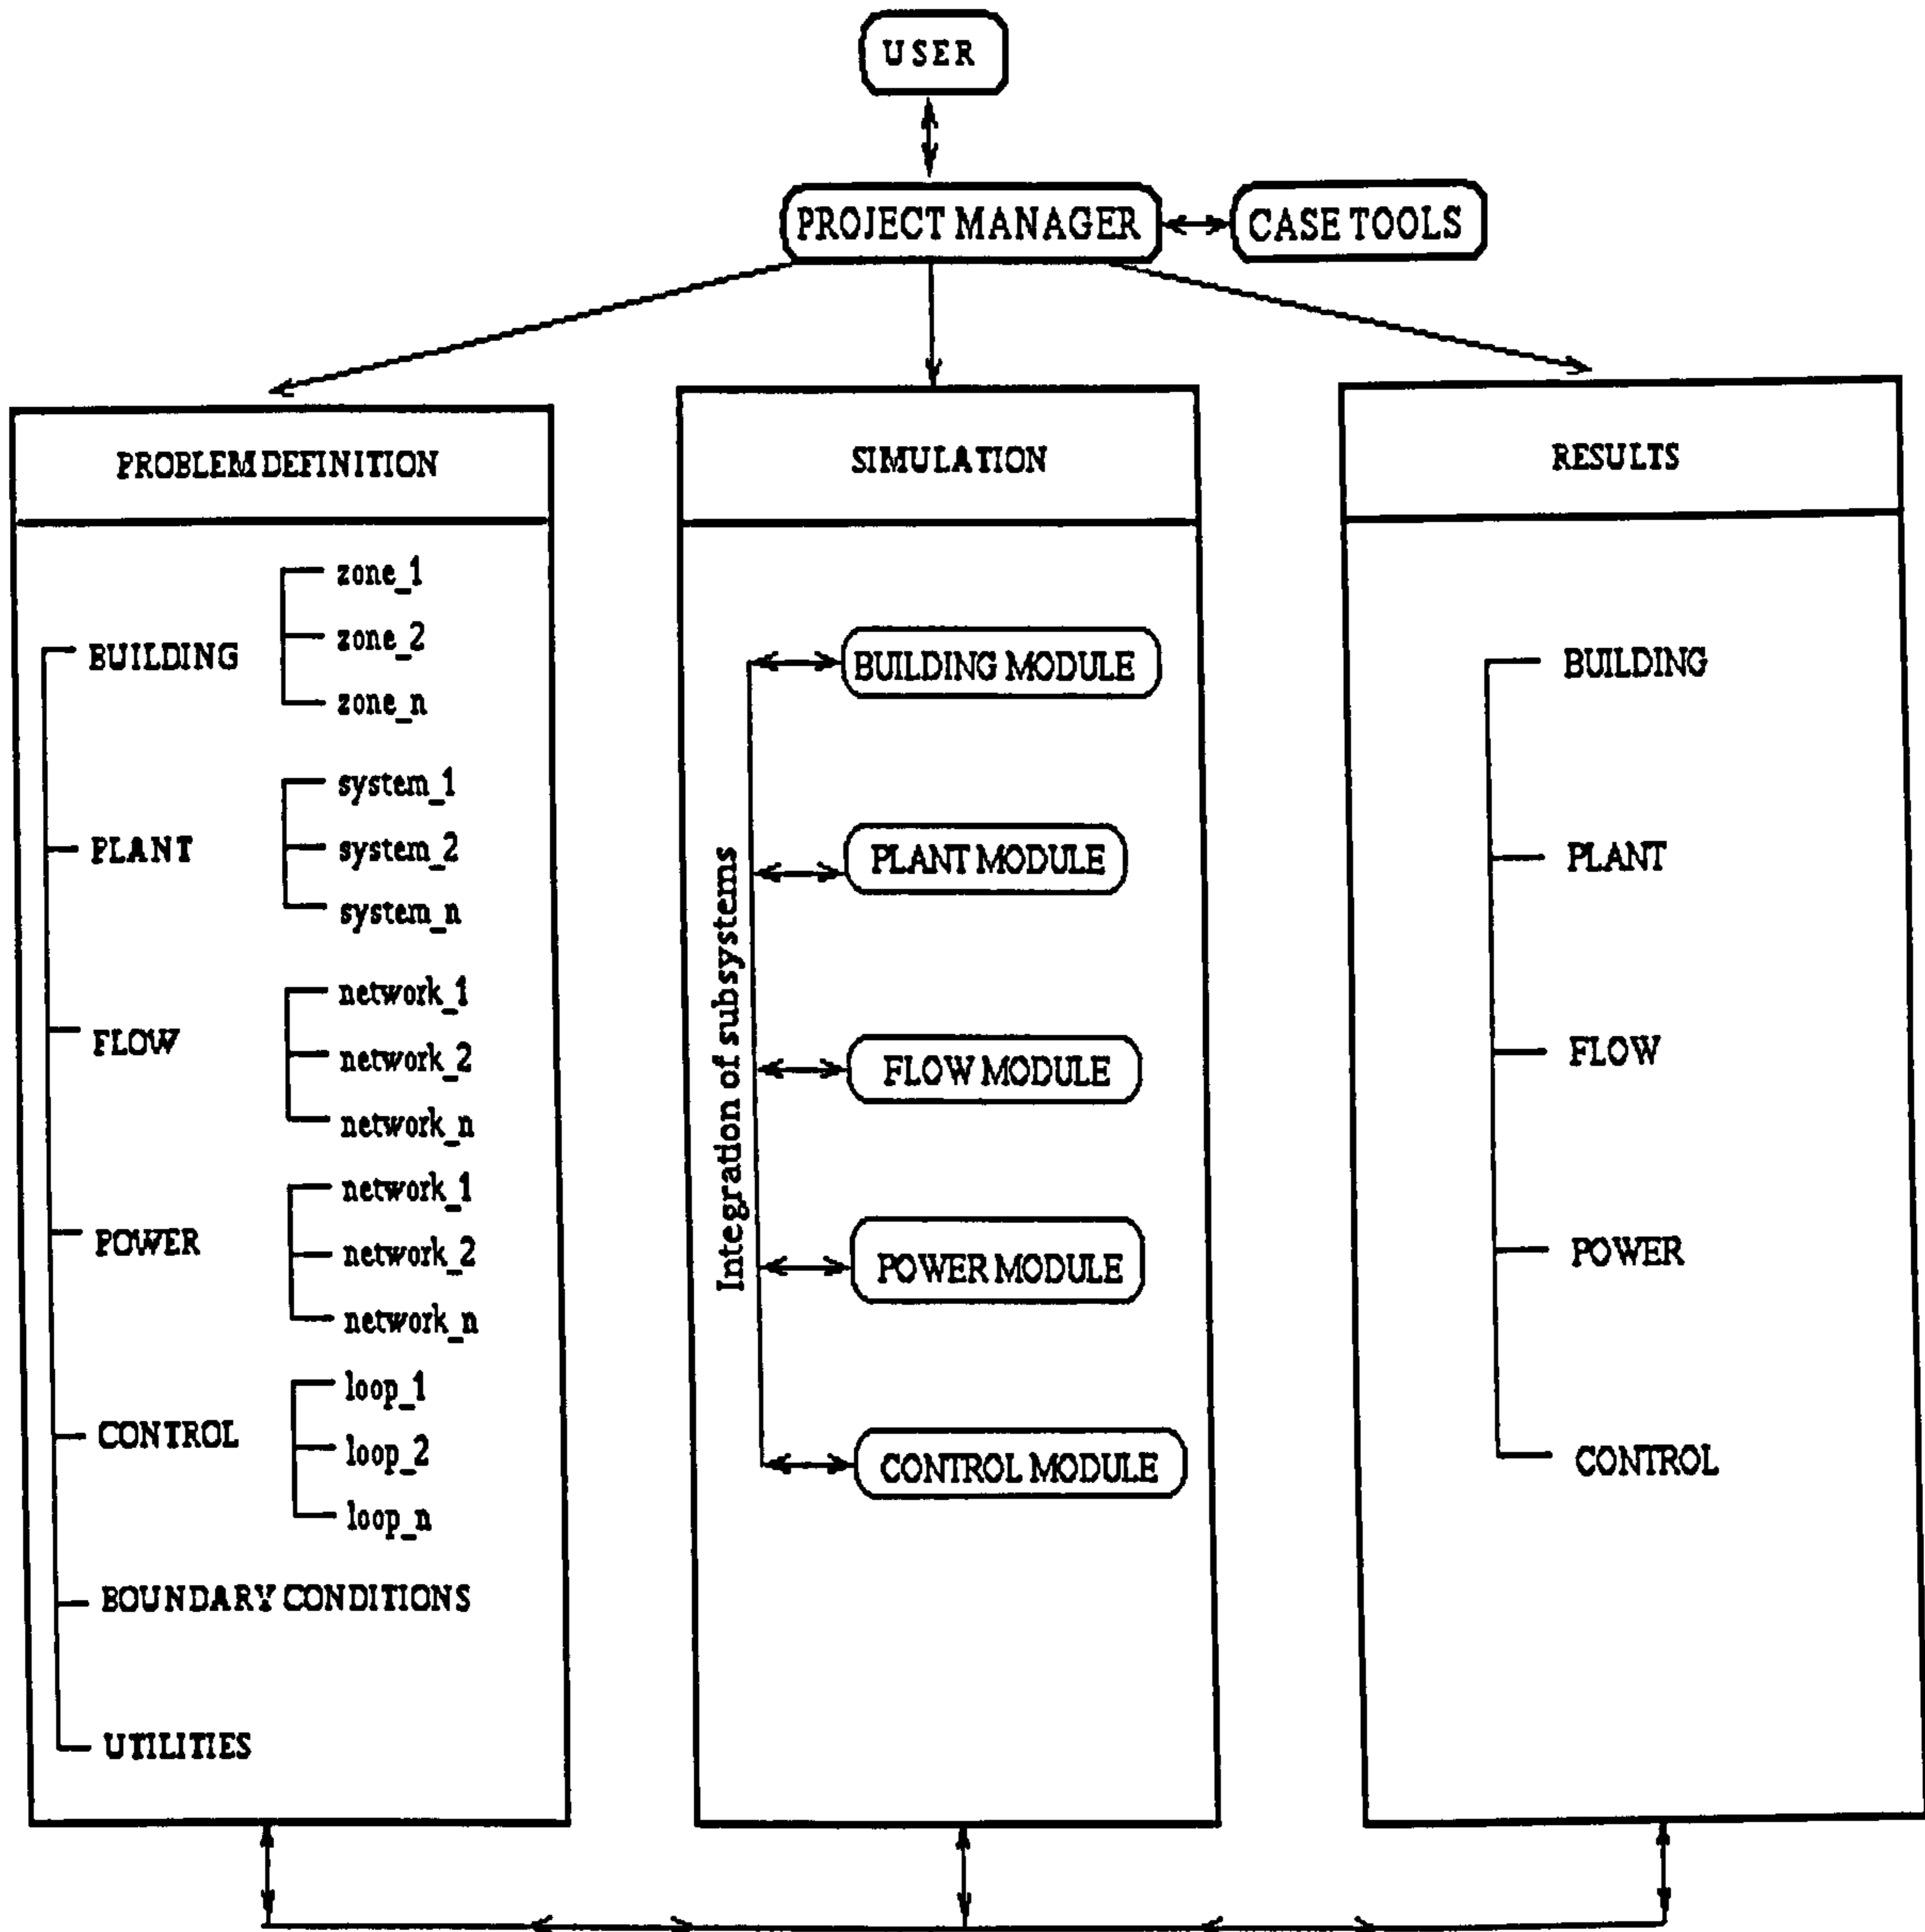 USER
PROJECT MANAGER
CASE TOOLS
PROBLEM DEFINITION
BUILDING
zone_1
zone_2
zone_n
PLANT
system_1
system_2
system_n
FLOW
network_1
network_2
network_n
POWER
network_1
network_2
network_n
CONTROL
loop_1
loop_2
loop_n
BOUNDARY CONDITIONS
UTILITIES
SIMULATION
Integration of subsystems
BUILDING MODULE
PLANT MODULE
FLOW MODULE
POWER MODULE
CONTROL MODULE
RESULTS
BUILDING
PLANT
FLOW
POWER
CONTROL